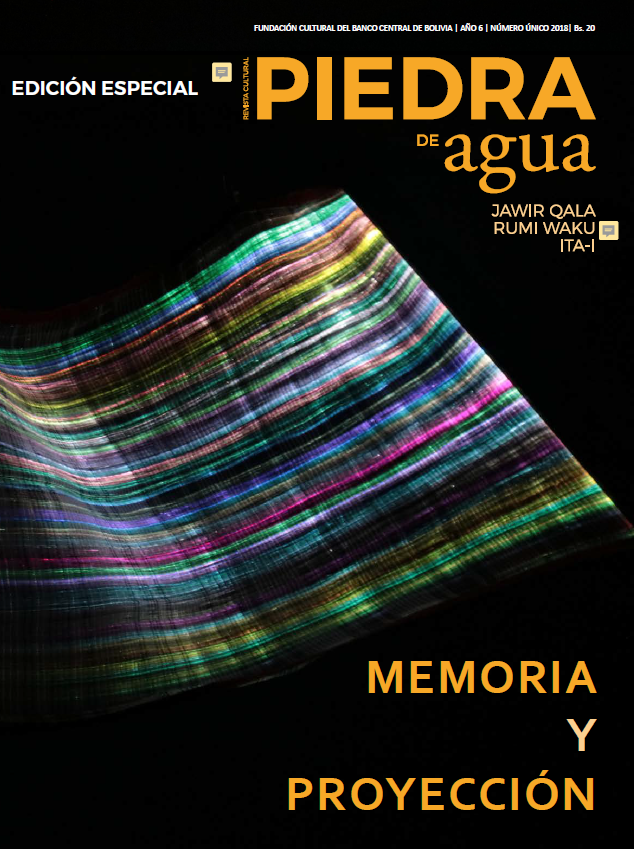 FUNDACIÓN CULTURAL DEL BANCO CENTRAL DE BOLIVIA | AÑO 6 | NÚMERO ÚNICO 2018| Bs. 20
EDICIÓN ESPECIAL
REVISTA CULTURAL
PIEDRA
DE agua
JAWIR QALA
RUMI WAKU
ITA-I
MEMORIA
Y
PROYECCIÓN